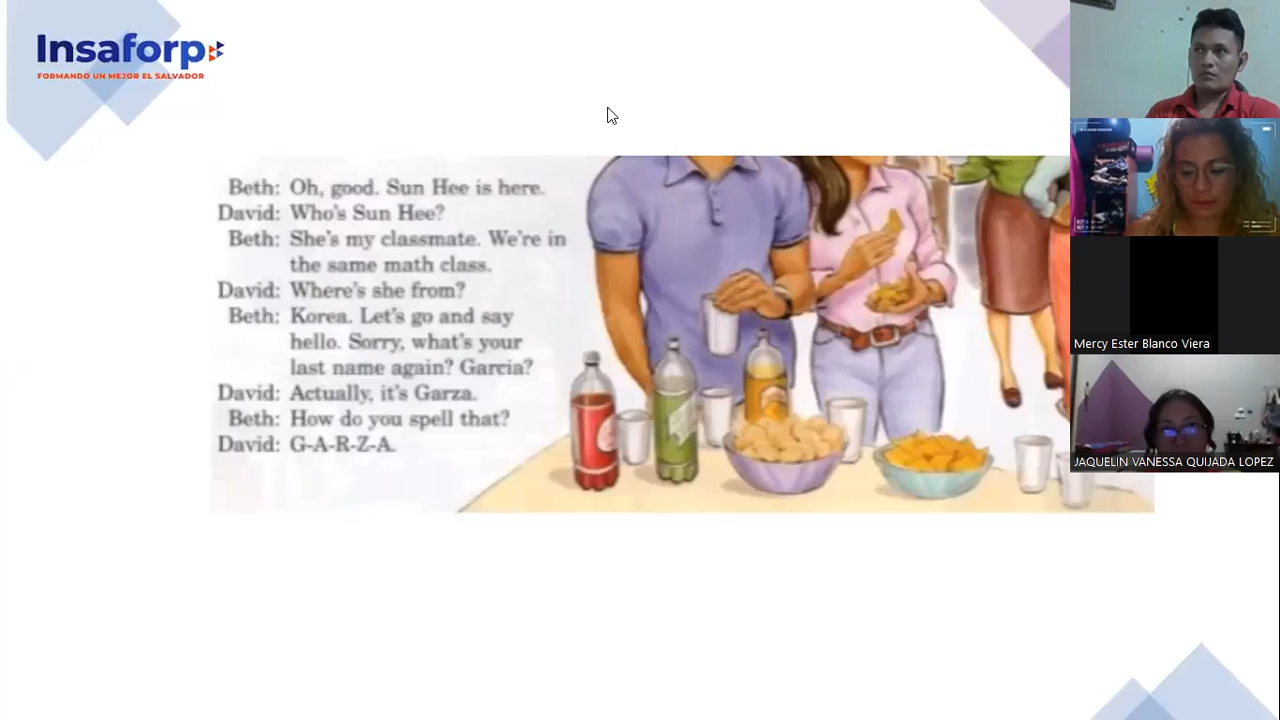 Insaforp
FORMANDO UN MEJOR EL SALVADOR
Beth: Oh, good. Sun Hee is here.
David: Who's Sun Hee?
Beth: She's my classmate. We're in
the same math class.
David: Where's she from?
Beth: Korea. Let's go and say
hello. Sorry, what's your
last name again? Garcia?
David: Actually, it's Garza.
Beth: How do you spell that?
David: G-A-R-Z-A.
Mercy Ester Blanco Viera
JAQUELIN VANESSA QUIJADA LOPEZ